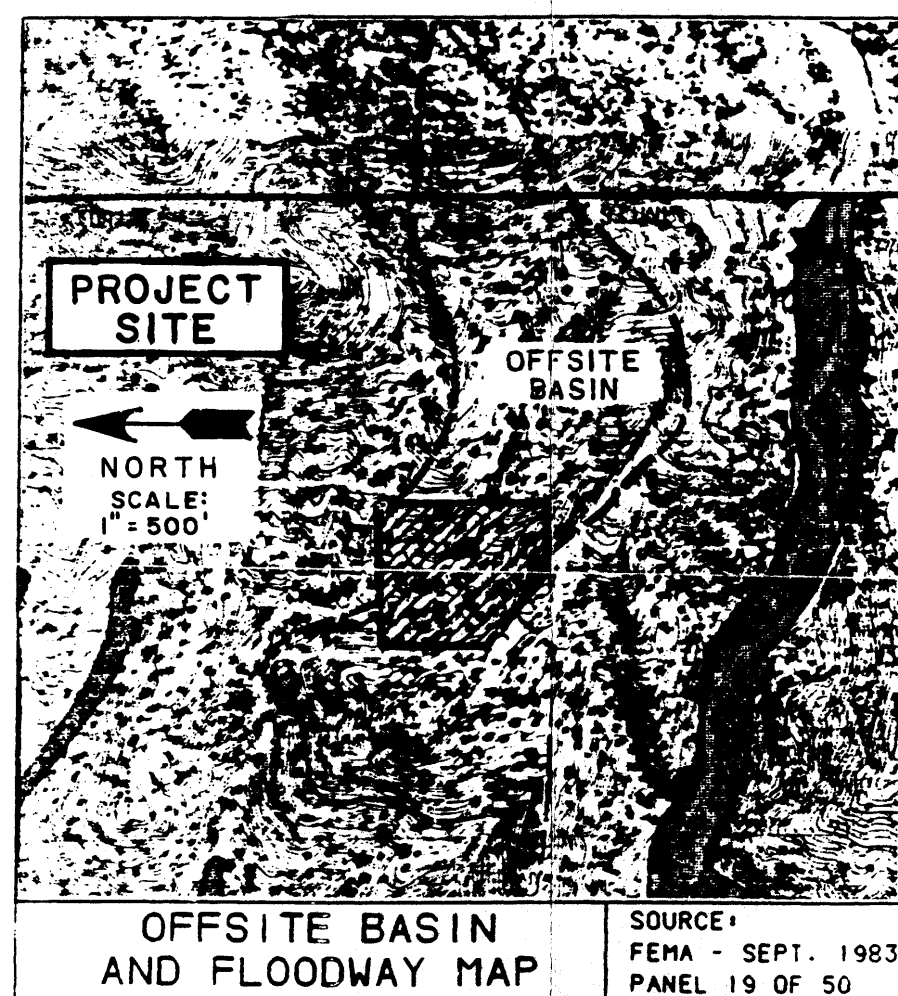 PROJECT
SITE
OFFSITE
BASIN
NORTH
SCALE:
1" = 500'
OFFSITE BASIN
AND FLOODWAY MAP
SOURCE:
FEMA - SEPT. 1983
PANEL 19 OF 50